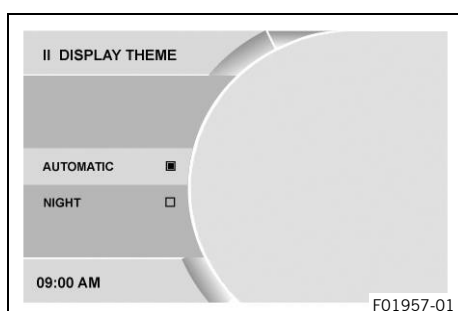 II DISPLAY THEME
AUTOMATIC
NIGHT
09:00 AM
F01957-01